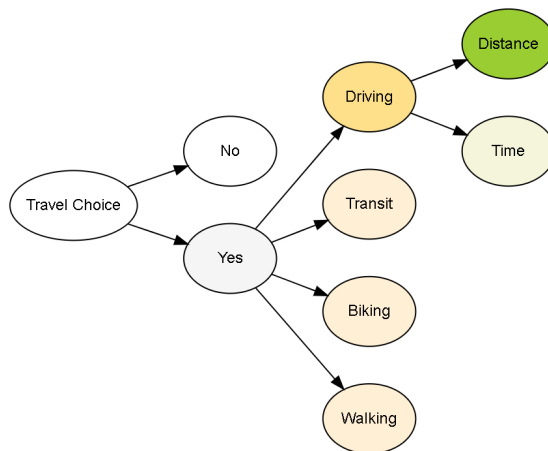 Distance
Driving
No
Time
Travel Choice
Transit
Yes
Biking
Walking